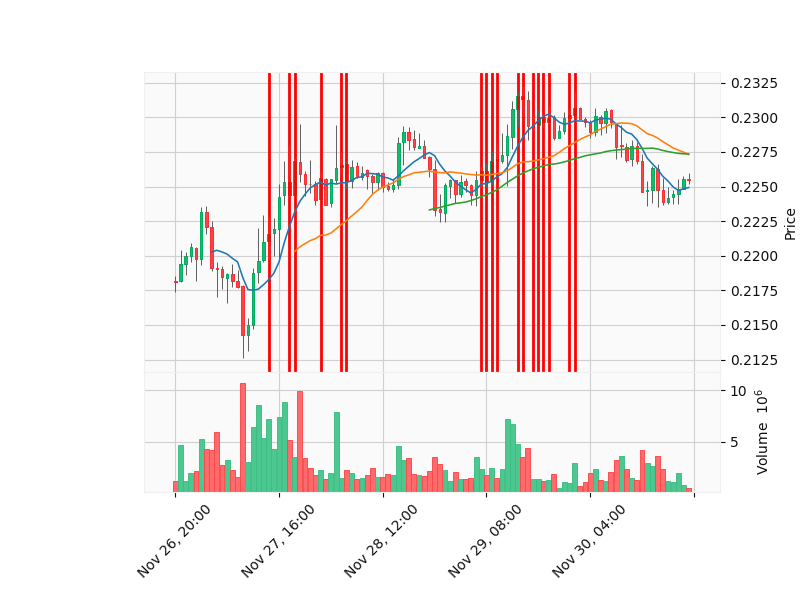 0.2325
0.2300
0.2275
0.2250
0.2225
0.2200
0.2175
0.2150
0.2125
Price
10
5
Volume 10⁶
Nov 26, 20:00
Nov 27, 16:00
Nov 28, 12:00
Nov 29, 08:00
Nov 30, 04:00